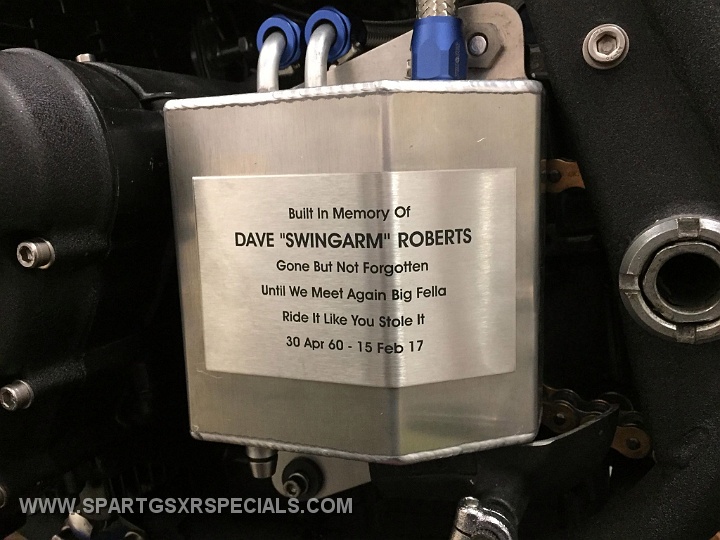 Built In Memory Of
DAVE "SWINGARM" ROBERTS
Gone But Not Forgotten
Until We Meet Again Big Fella
Ride It Like You Stole It
30 Apr 60 - 15 Feb 17
WWW.SPARTGSXRSPECIALS.COM